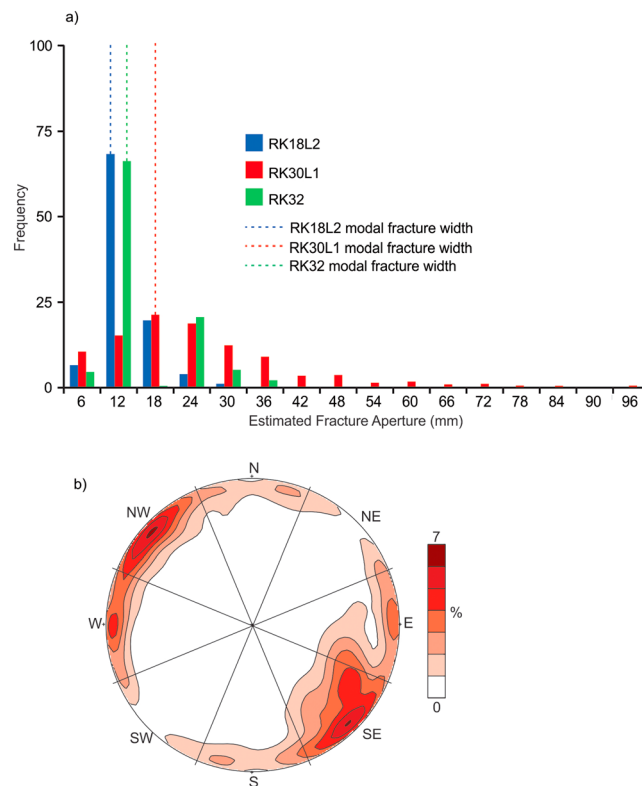 a)
100
75
50
25
0
Frequency
RK18L2
RK30L1
RK32
RK18L2 modal fracture width
RK30L1 modal fracture width
RK32 modal fracture width
6 12 18 24 30 36 42 48 54 60 66 72 78 84 90 96
Estimated Fracture Aperture (mm)
b)
N
NW
NE
W
E
SW
SE
S
7
%
0